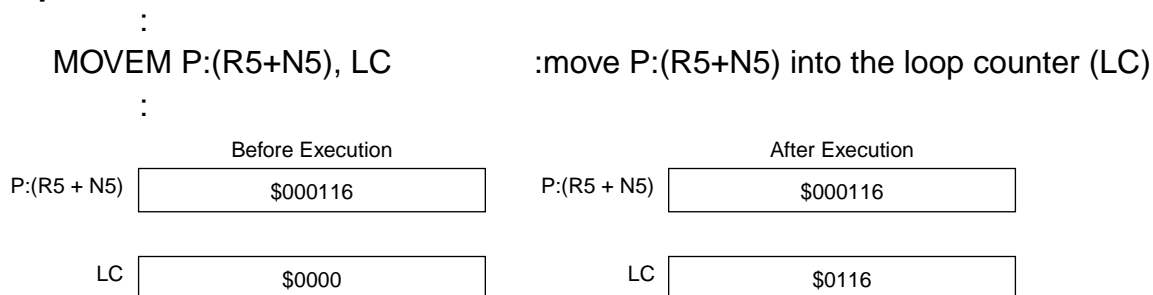 :
MOVEM P:(R5+N5), LC :move P:(R5+N5) into the loop counter (LC)
:
Before Execution After Execution
P:(R5 + N5) $000116 P:(R5 + N5) $000116
LC $0000 LC $0116